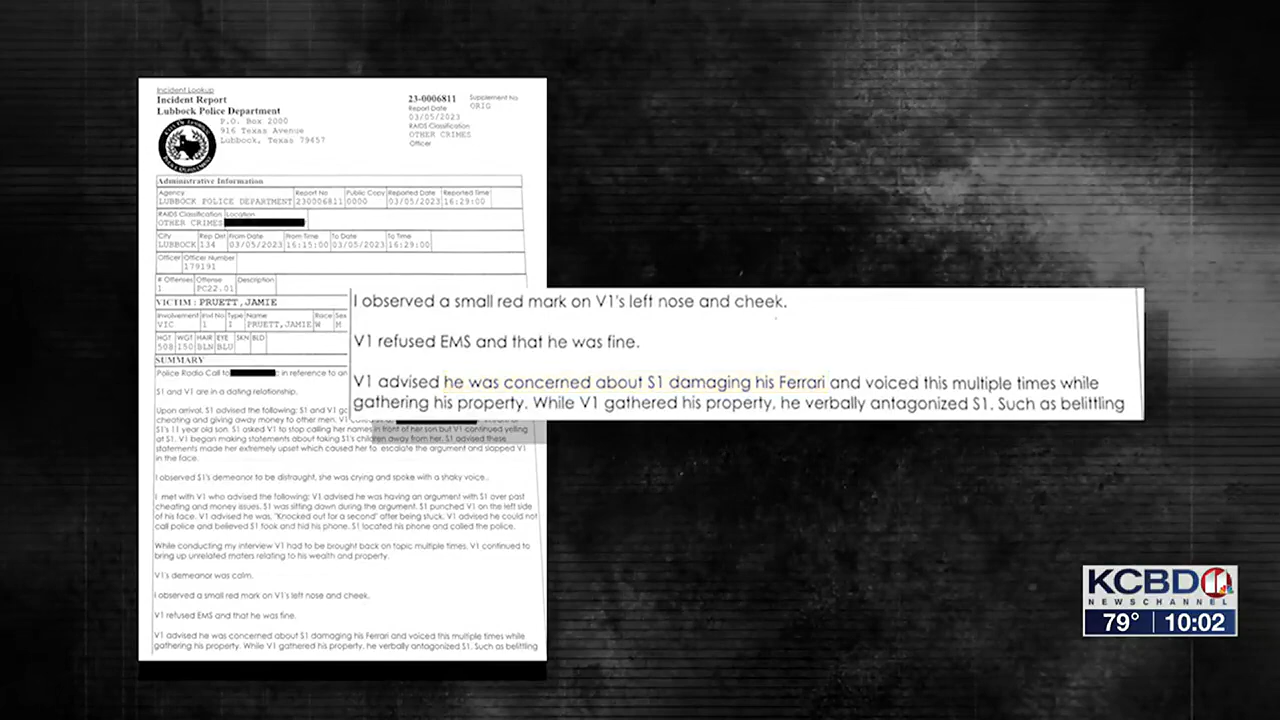 Incident Lookup
Incident Report
Lubbock Police Department
P.O. Box 2000
916 Texas Avenue
Lubbock, Texas 79457
23-0006811
Supplement No
ORIG
Report Date
03/05/2023
RAIDS Classification
OTHER CRIMES
Officer
Administrative Information
Agency Report No Public Copy Reported Date Reported Time
LUBBOCK POLICE DEPARTMENT 230006811 0000 03/05/2023 16:29:00
RAIDS Classification Location
OTHER CRIMES
City Rep Dist From Date From Time To Date To Time
LUBBOCK 134 03/05/2023 16:15:00 03/05/2023 16:29:00
Officer Officer Number
179191
# Offenses Offense Description
1 PC22.01
VICTIM: PRUETT, JAMIE
Involvement Invl No Type Name Race Sex
VIC 1 I PRUETT, JAMIE W M
HGT WGT HAIR EYE SKN BLD
508 150 BLN BLU
SUMMARY
Police Radio Call to in reference to an
S1 and V1 are in a dating relationship.
Upon arrival, S1 advised the following: S1 and V1
cheating and giving away money to other men.
of S1's 11 year old son. S1 asked V1 to stop calling her names in front of her son but V1 continued yelling
at S1. V1 began making statements about taking S1's children away from her. S1 advised these
statements made her extremely upset which caused her to escalate the argument and slapped V1
in the face.
I observed S1's demeanor to be distraught, she was crying and spoke with a shaky voice..
I met with V1 who advised the following: V1 advised he was having an argument with S1 over past
cheating and money issues. S1 was sitting down during the argument. S1 punched V1 on the left side
of his face. V1 advised he was, "Knocked out for a second" after being stuck. V1 advised he could not
call police and believed S1 took and hid his phone. S1 located his phone and called the police.
While conducting my interview V1 had to be brought back on topic multiple times. V1 continued to
bring up unrelated maters relating to his wealth and property.
V1's demeanor was calm.
I observed a small red mark on V1's left nose and cheek.
V1 refused EMS and that he was fine.
V1 advised he was concerned about S1 damaging his Ferrari and voiced this multiple times while
gathering his property. While V1 gathered his property, he verbally antagonized S1. Such as belittling
I observed a small red mark on V1's left nose and cheek.
V1 refused EMS and that he was fine.
V1 advised he was concerned about S1 damaging his Ferrari and voiced this multiple times while
gathering his property. While V1 gathered his property, he verbally antagonized S1. Such as belittling
KCBD 11
NEWSCHANNEL
79° 10:02